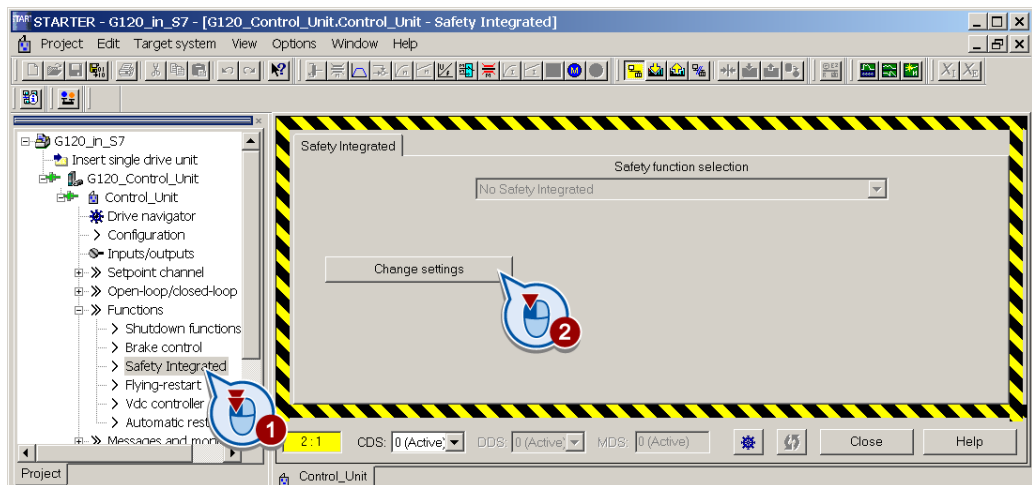 STARTER - G120_in_S7 - [G120_Control_Unit.Control_Unit - Safety Integrated]
Project Edit Target system View Options Window Help
G120_in_S7
Insert single drive unit
G120_Control_Unit
Control_Unit
Drive navigator
Configuration
Inputs/outputs
Setpoint channel
Open-loop/closed-loop
Functions
Shutdown functions
Brake control
Safety Integrated
Flying-restart
Vdc controller
Automatic
Messages and
Project
1
Safety Integrated
Safety function selection
No Safety Integrated
Change settings
2
2:1 CDS: 0 (Active) DDS: 0 (Active) MDS: 0 (Active) Close Help
Control_Unit